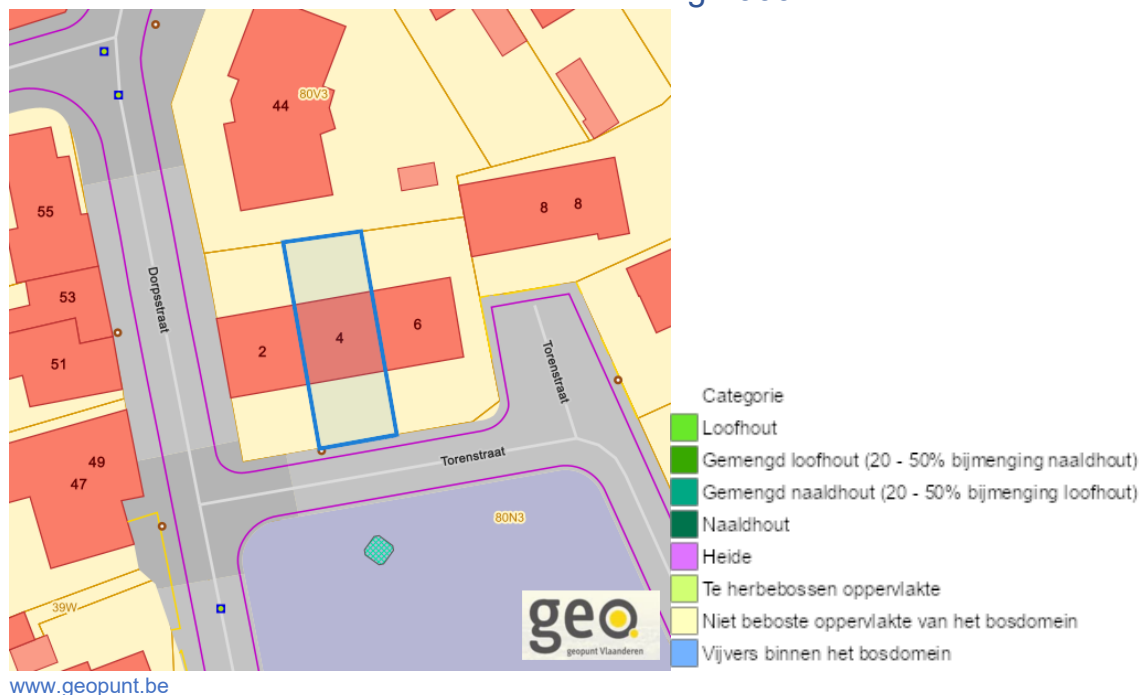 44
80V3
55
8 8
53
Dorpsstraat
6
4
2
51
Torenstraat
49
47
Torenstraat
80N3
39W
geo
geopunt Vlaanderen
Categorie
Loofhout
Gemengd loofhout (20 - 50% bijmenging naaldhout)
Gemengd naaldhout (20 - 50% bijmenging loofhout)
Naaldhout
Heide
Te herbebossen oppervlakte
Niet beboste oppervlakte van het bosdomein
Vijvers binnen het bosdomein
www.geopunt.be